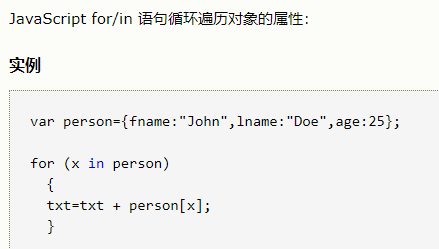 JavaScript for/in 语句循环遍历对象的属性：
实例
var person={fname:"John",lname:"Doe",age:25};
for (x in person)
{
txt=txt + person[x];
}